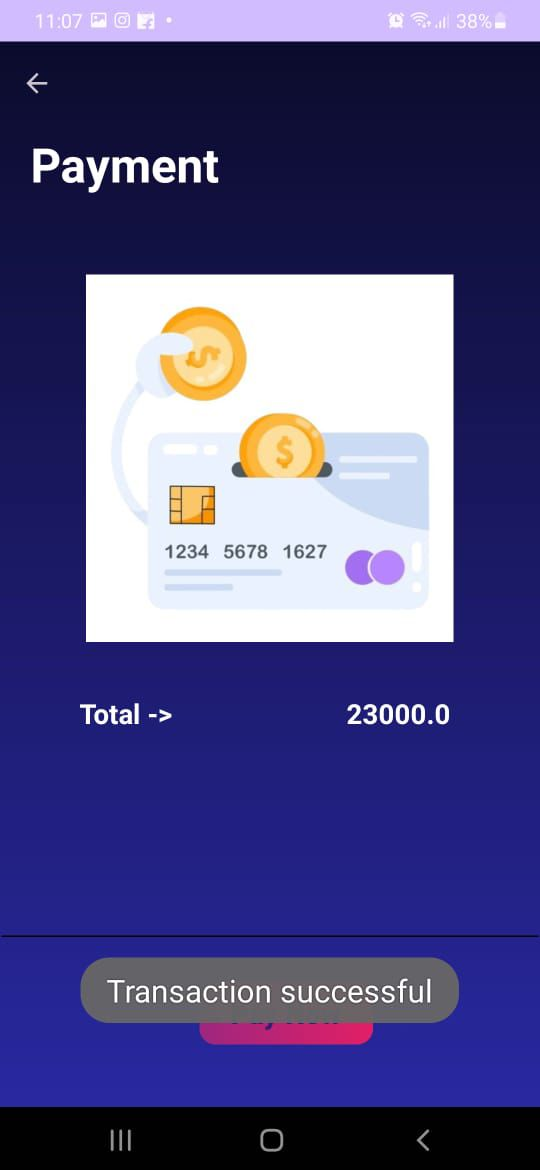 11:07 38%
Payment
1234 5678 1627
Total -> 23000.0
Transaction successful